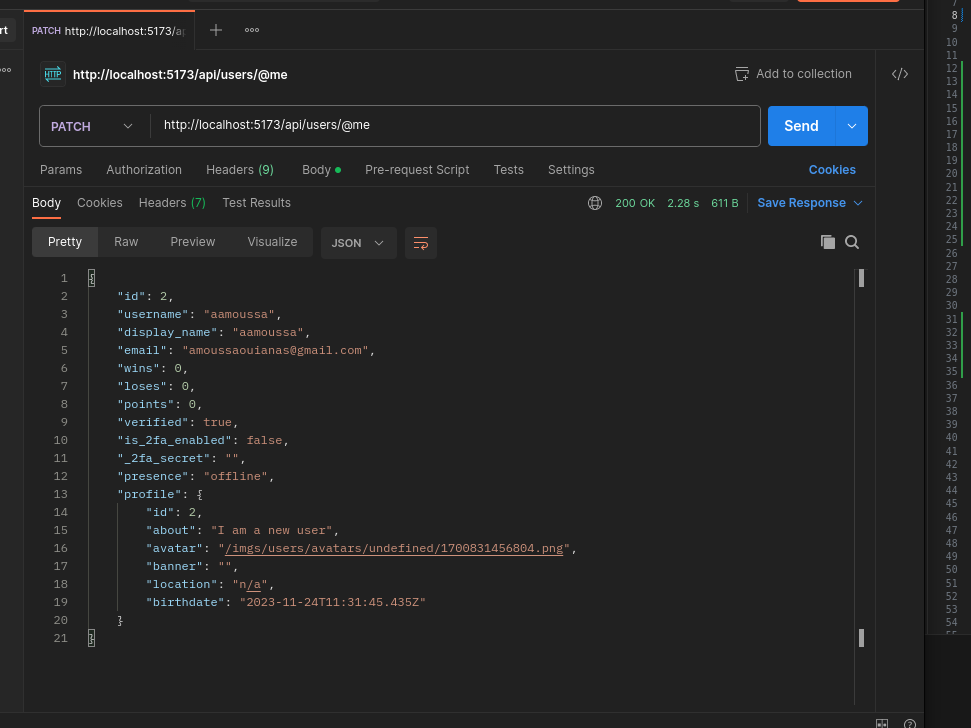 rt
PATCH http://localhost:5173/ap
HTTP http://localhost:5173/api/users/@me
Add to collection
</>
PATCH
http://localhost:5173/api/users/@me
Send
Params Authorization Headers (9) Body Pre-request Script Tests Settings
Cookies
Body Cookies Headers (7) Test Results
200 OK 2.28 s 611 B Save Response
Pretty Raw Preview Visualize JSON
1 {
2 "id": 2,
3 "username": "aamoussa",
4 "display_name": "aamoussa",
5 "email": "amoussaouianas@gmail.com",
6 "wins": 0,
7 "loses": 0,
8 "points": 0,
9 "verified": true,
10 "is_2fa_enabled": false,
11 "_2fa_secret": "",
12 "presence": "offline",
13 "profile": {
14 "id": 2,
15 "about": "I am a new user",
16 "avatar": "/imgs/users/avatars/undefined/1700831456804.png",
17 "banner": "",
18 "location": "n/a",
19 "birthdate": "2023-11-24T11:31:45.435Z"
20 }
21 }
7
8
9
10
11
12
13
14
15
16
17
18
19
20
21
22
23
24
25
26
27
28
29
30
31
32
33
34
35
36
37
38
39
40
41
42
43
44
45
46
47
48
49
50
51
52
53
54
55